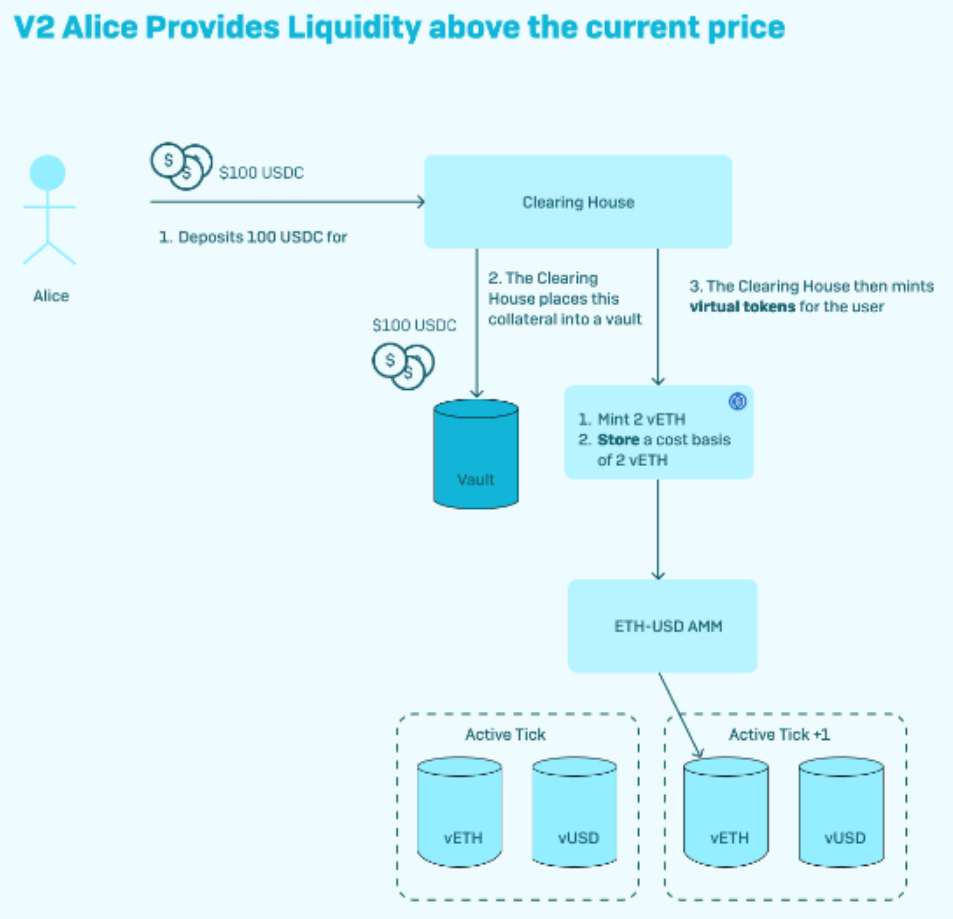 V2 Alice Provides Liquidity above the current price
$ $
$100 USDC
Clearing House
1. Deposits 100 USDC for
Alice
2. The Clearing
House places this
collateral into a vault
3. The Clearing House then mints
virtual tokens for the user
$100 USDC
$ $
1. Mint 2 vETH
2. Store a cost basis
of 2 vETH
Vault
ETH-USD AMM
Active Tick
Active Tick +1
vETH
vUSD
vETH
vUSD